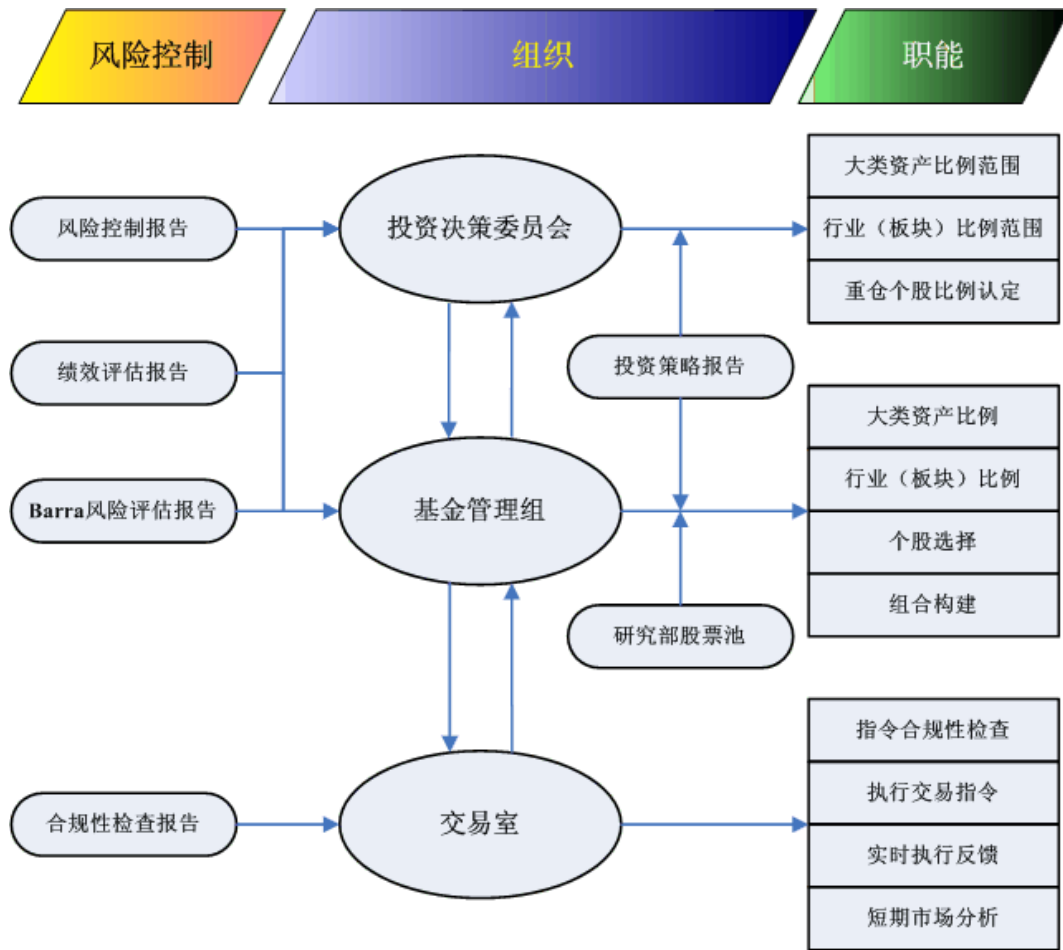 风险控制
组织
职能
大类资产比例范围
风险控制报告
投资决策委员会
行业（板块）比例范围
重仓个股比例认定
绩效评估报告
投资策略报告
大类资产比例
行业（板块）比例
Barra风险评估报告
基金管理组
个股选择
组合构建
研究部股票池
指令合规性检查
执行交易指令
合规性检查报告
交易室
实时执行反馈
短期市场分析